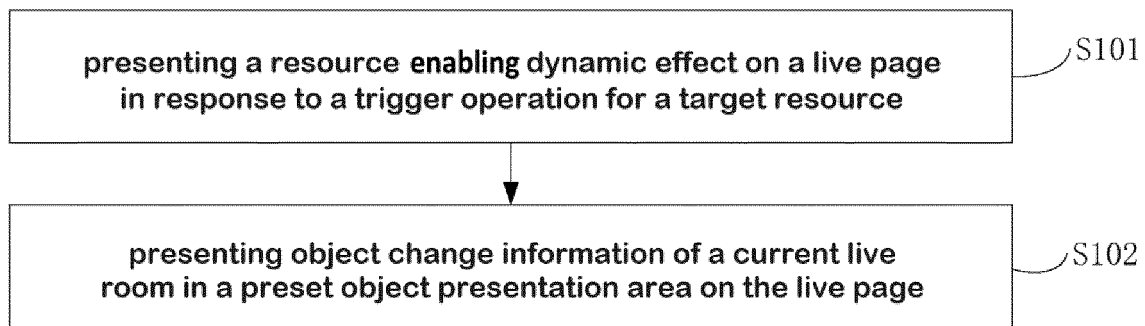 presenting a resource enabling dynamic effect on a live page
in response to a trigger operation for a target resource
S101
presenting object change information of a current live
room in a preset object presentation area on the live page
S102